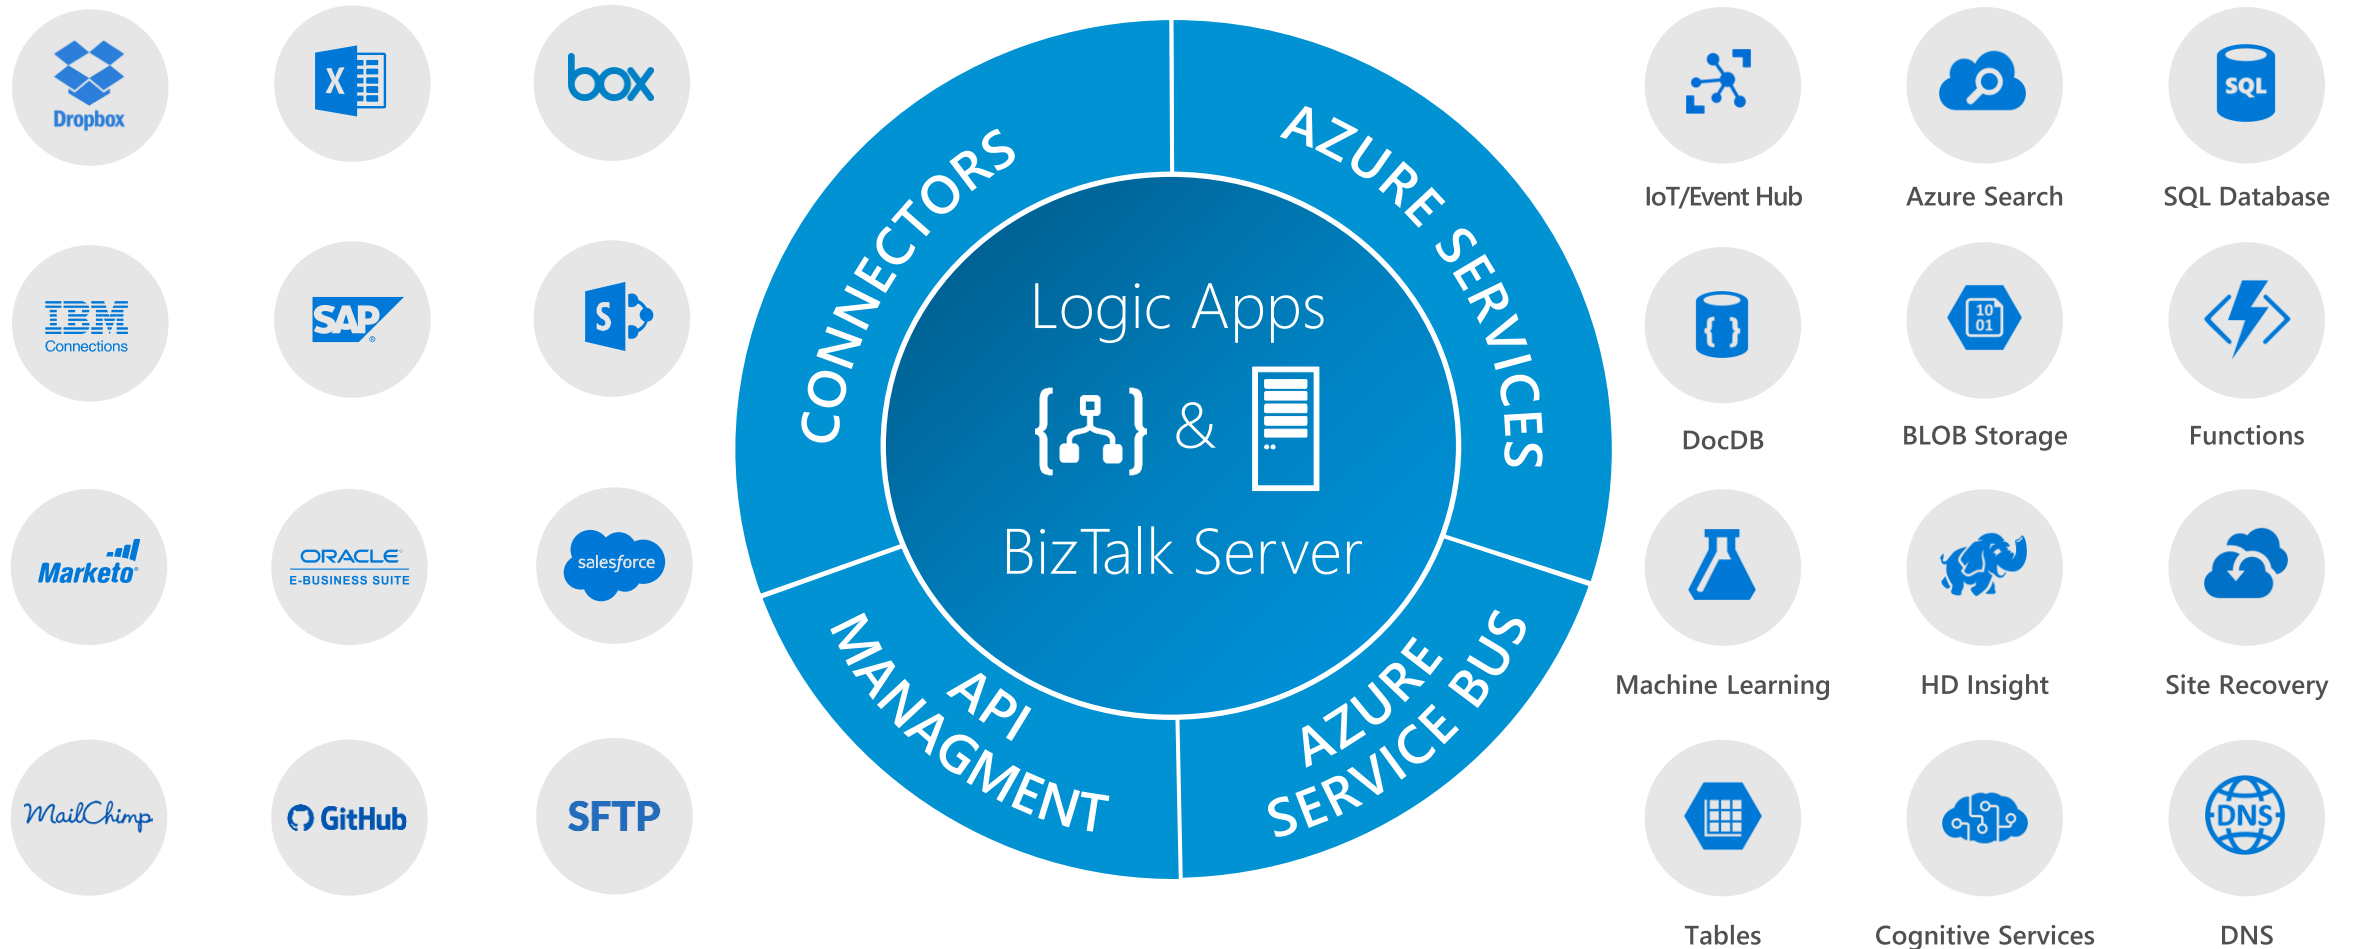 Dropbox
X
box
IBM
Connections
SAP®
S
Marketo®
ORACLE®
E-BUSINESS SUITE
salesforce
MailChimp
GitHub
SFTP
CONNECTORS
AZURE SERVICES
API
MANAGMENT
AZURE
SERVICE BUS
Logic Apps
&
BizTalk Server
IoT/Event Hub
Azure Search
SQL
SQL Database
{ }
DocDB
10
01
BLOB Storage
Functions
Machine Learning
HD Insight
Site Recovery
Tables
Cognitive Services
DNS
DNS